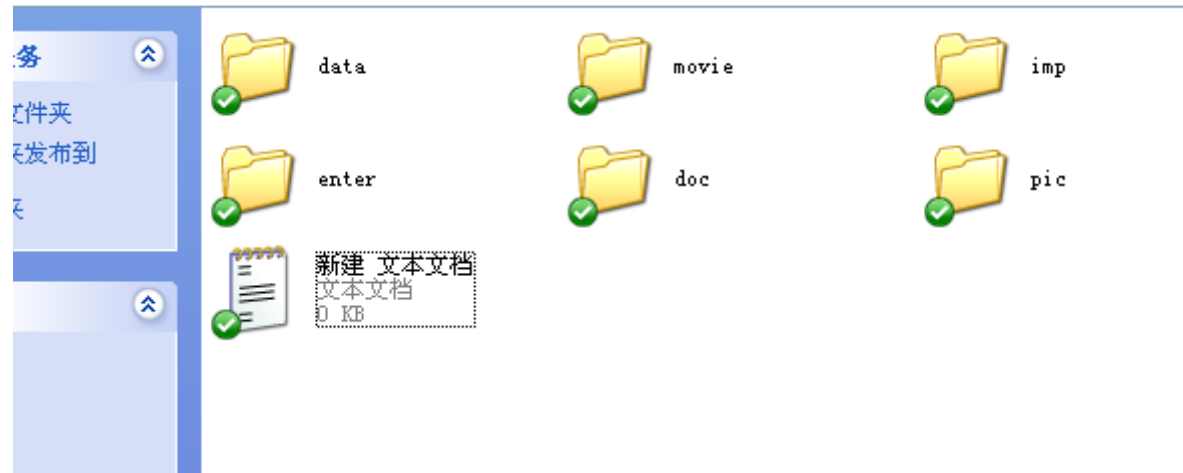 务
data
movie
imp
文件夹
夹发布到
夹
enter
doc
pic
新建 文本文档
文本文档
0 KB